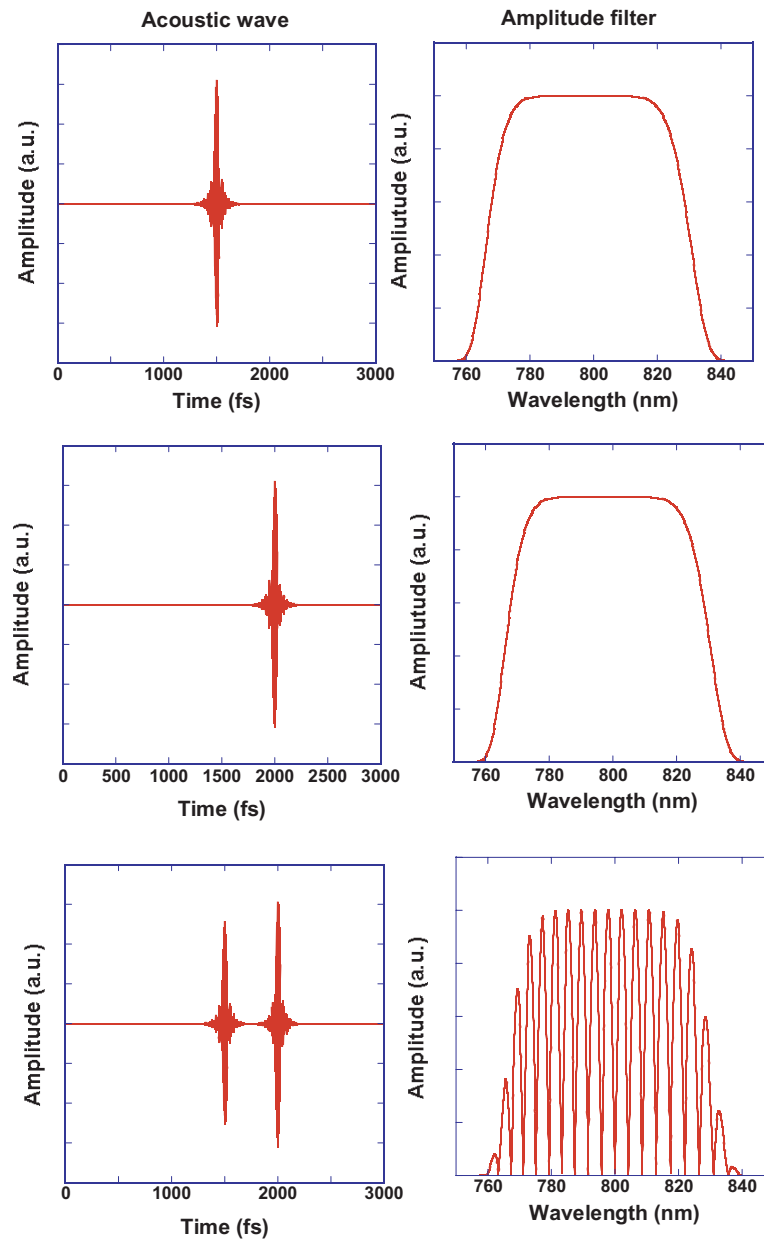 Acoustic wave
Amplitude filter
Amplitude (a.u.)
0 1000 2000 3000
Time (fs)
Ampliutude (a.u.)
760 780 800 820 840
Wavelength (nm)
Amplitude (a.u.)
0 500 1000 1500 2000 2500 3000
Time (fs)
Ampliutude (a.u.)
760 780 800 820 840
Wavelength (nm)
Amplitude (a.u.)
0 1000 2000 3000
Time (fs)
Amplitude (a.u.)
760 780 800 820 840
Wavelength (nm)